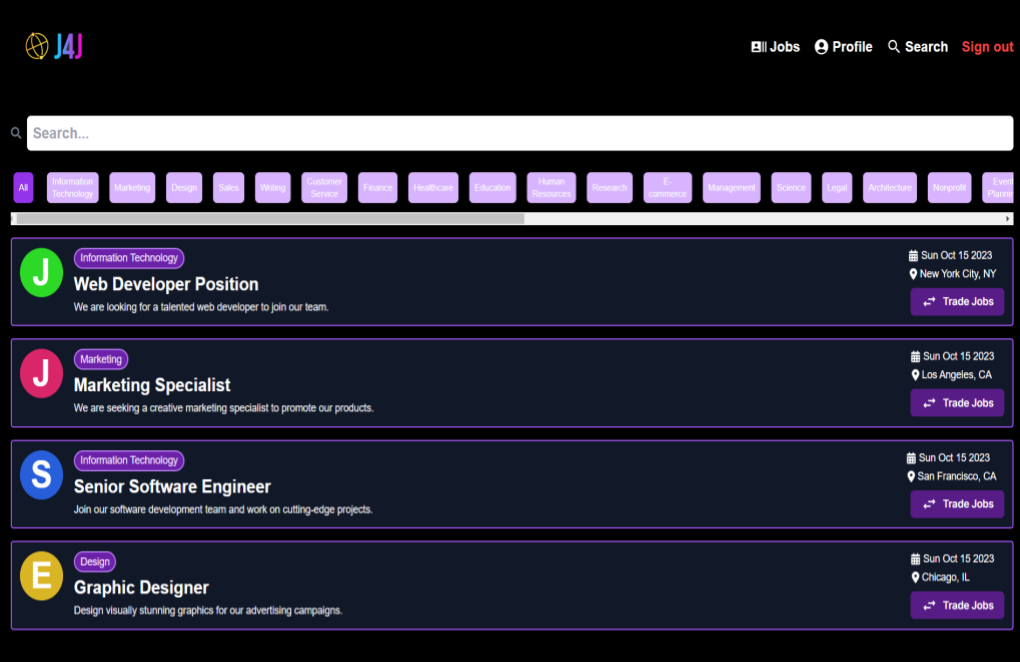 J4J
Jobs Profile Search Sign out
Search...
All Information Technology Marketing Design Sales Writing Customer Service Finance Healthcare Education Human Resources Research E-commerce Management Science Legal Architecture Nonprofit Event
J
Information Technology
Web Developer Position
We are looking for a talented web developer to join our team.
Sun Oct 15 2023
New York City, NY
Trade Jobs
J
Marketing
Marketing Specialist
We are seeking a creative marketing specialist to promote our products.
Sun Oct 15 2023
Los Angeles, CA
Trade Jobs
S
Information Technology
Senior Software Engineer
Join our software development team and work on cutting-edge projects.
Sun Oct 15 2023
San Francisco, CA
Trade Jobs
E
Design
Graphic Designer
Design visually stunning graphics for our advertising campaigns.
Sun Oct 15 2023
Chicago, IL
Trade Jobs